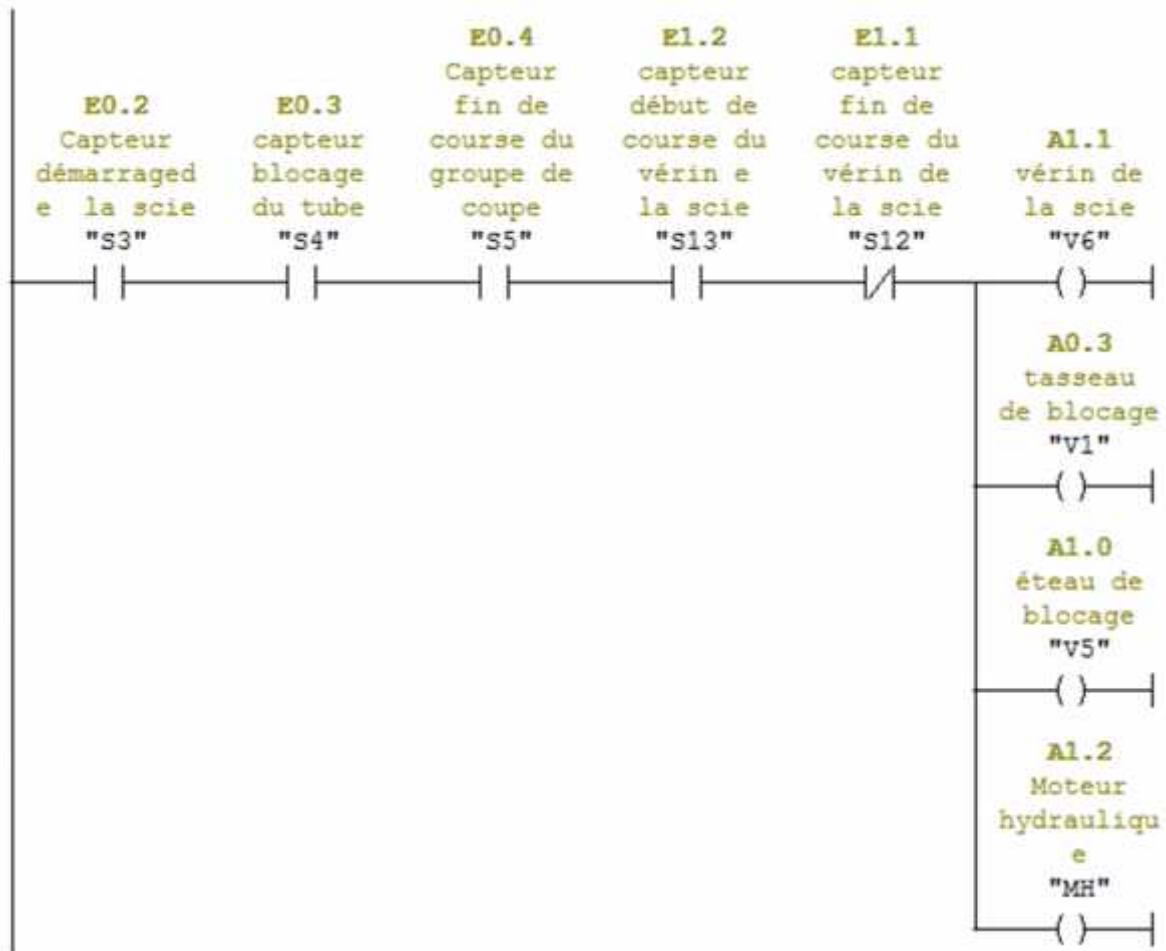 E0.2
Capteur
démarraged
e la scie
"S3"
E0.3
capteur
blocage
du tube
"S4"
E0.4
Capteur
fin de
course du
groupe de
coupe
"S5"
E1.2
capteur
début de
course du
vérin e
la scie
"S13"
E1.1
capteur
fin de
course du
vérin de
la scie
"S12"
A1.1
vérin de
la scie
"V6"
A0.3
tasseau
de blocage
"V1"
A1.0
éteau de
blocage
"V5"
A1.2
Moteur
hydrauliqu
e
"MH"